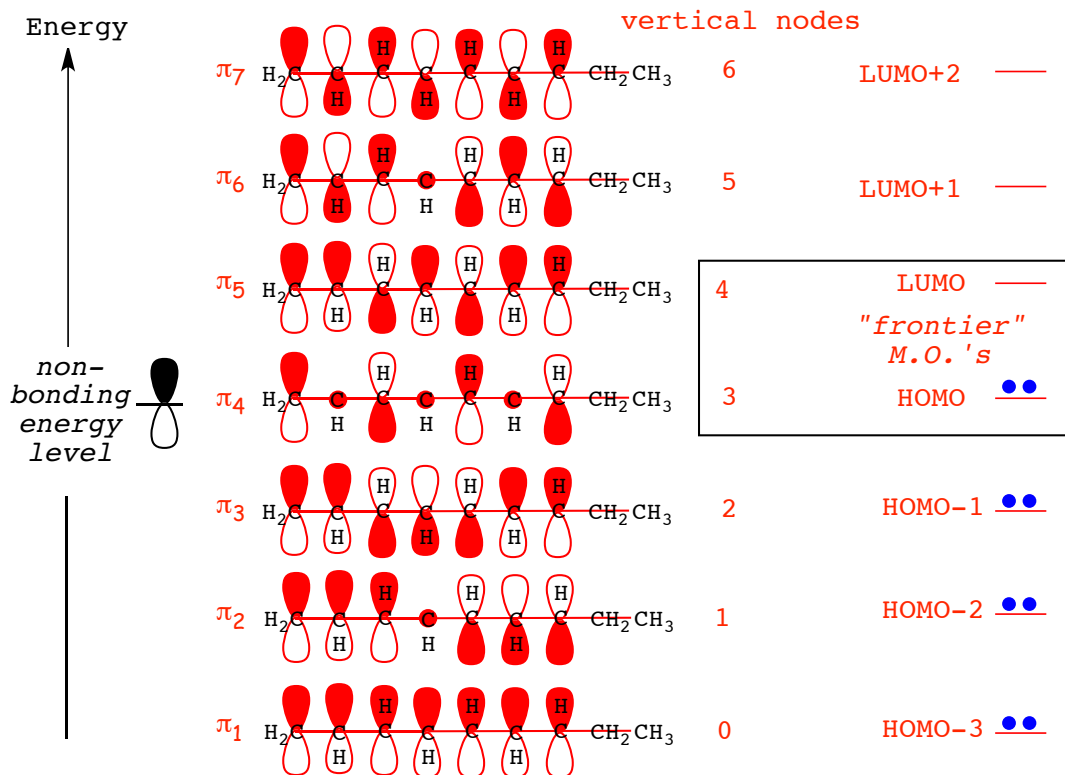 Energy
vertical nodes
H H H
π7 H2C C C C C C C CH2CH3 6 LUMO+2
H H H
H H H
π6 H2C C C C C C C CH2CH3 5 LUMO+1
H H H
H H H
π5 H2C C C C C C C CH2CH3 4 LUMO
H H H
"frontier"
M.O.'s
non-
bonding
energy
level
H H H
π4 H2C C C C C C C CH2CH3 3 HOMO
H H H
H H H
π3 H2C C C C C C C CH2CH3 2 HOMO-1
H H H
H H H
π2 H2C C C C C C C CH2CH3 1 HOMO-2
H H H
H H H
π1 H2C C C C C C C CH2CH3 0 HOMO-3
H H H